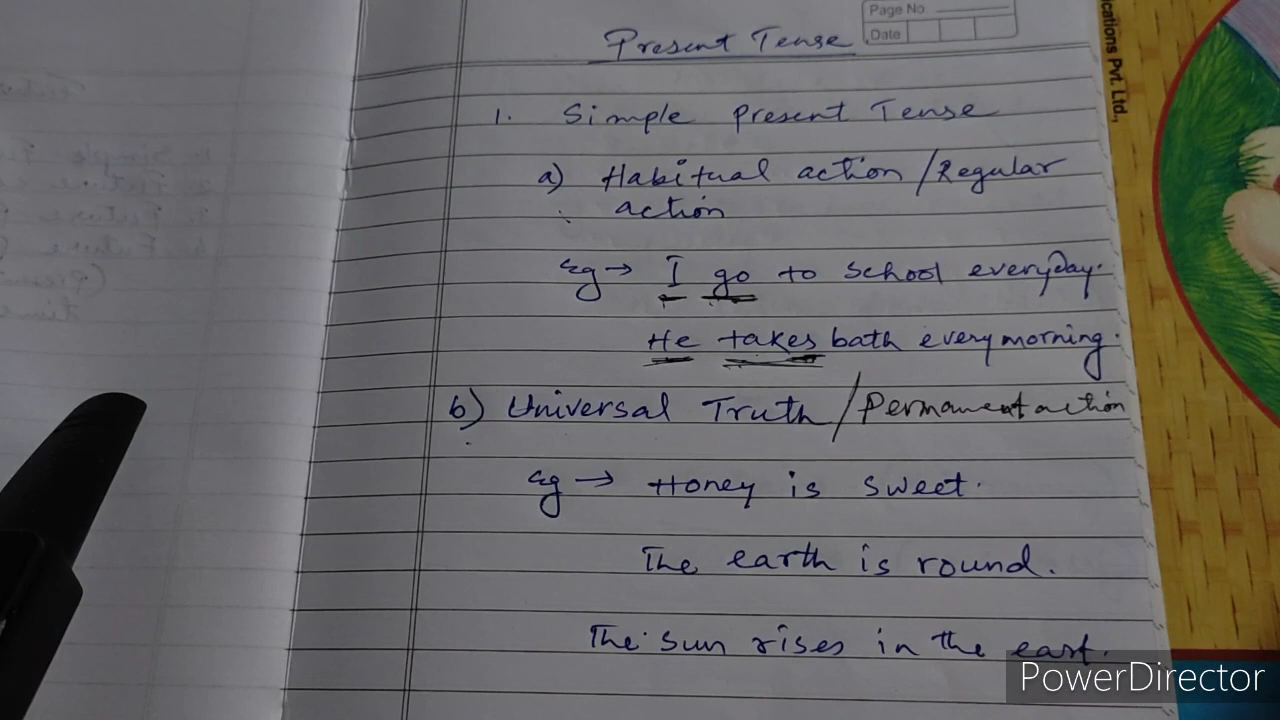 Page No.
Date
Present Tense
1. Simple Present Tense
a) Habitual action / Regular
action
eg → I go to school everyday.
He takes bath every morning.
b) Universal Truth / Permanent action
eg → Honey is sweet.
The earth is round.
The sun rises in the east.
ications Pvt. Ltd.,
PowerDirector